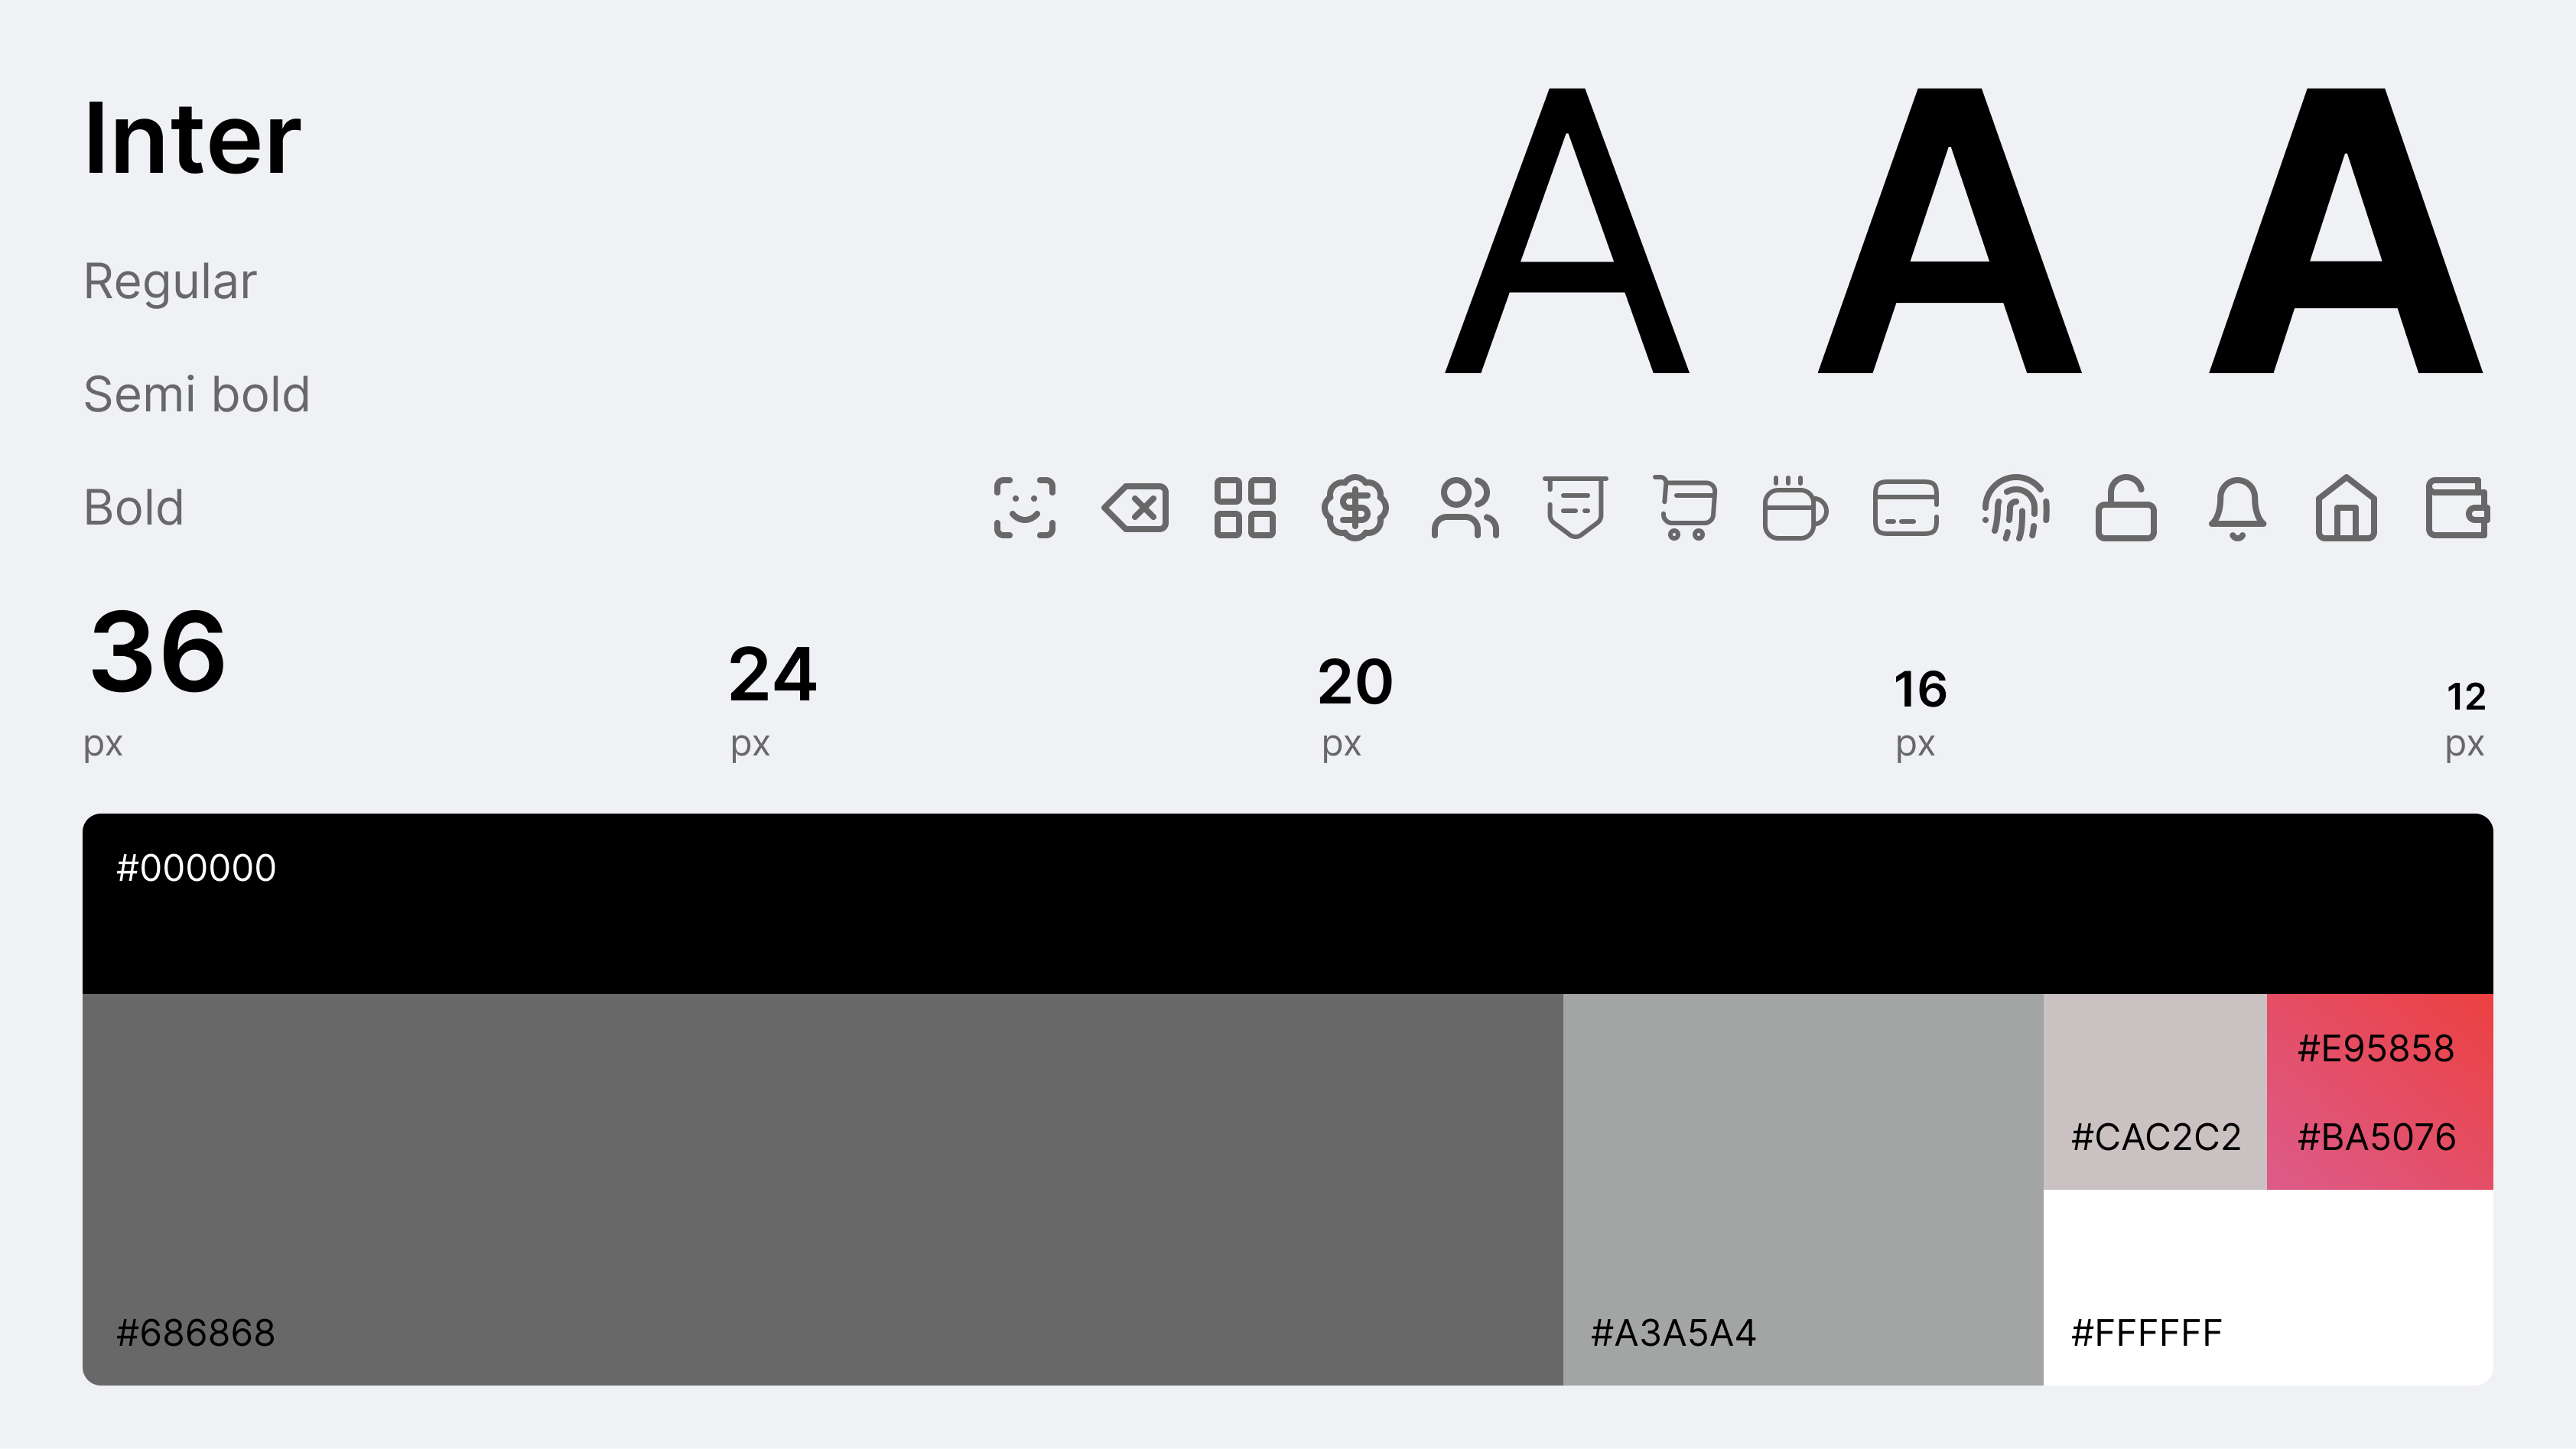 Inter
A A A
Regular
Semi bold
Bold
36 24 20 16 12
px px px px px
#000000
#E95858
#CAC2C2 #BA5076
#686868 #A3A5A4 #FFFFFF